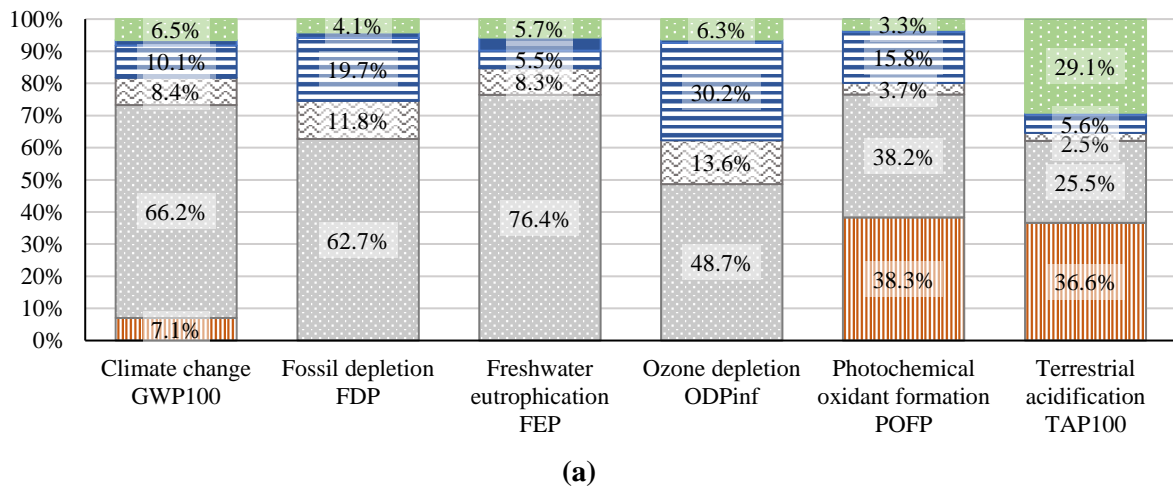 100%
90%
80%
70%
60%
50%
40%
30%
20%
10%
0%
6.5%
10.1%
8.4%
66.2%
7.1%
4.1%
19.7%
11.8%
62.7%
5.7%
5.5%
8.3%
76.4%
6.3%
30.2%
13.6%
48.7%
3.3%
15.8%
3.7%
38.2%
38.3%
29.1%
5.6%
2.5%
25.5%
36.6%
Climate change
GWP100
Fossil depletion
FDP
Freshwater
eutrophication
FEP
Ozone depletion
ODPinf
Photochemical
oxidant formation
POFP
Terrestrial
acidification
TAP100
(a)